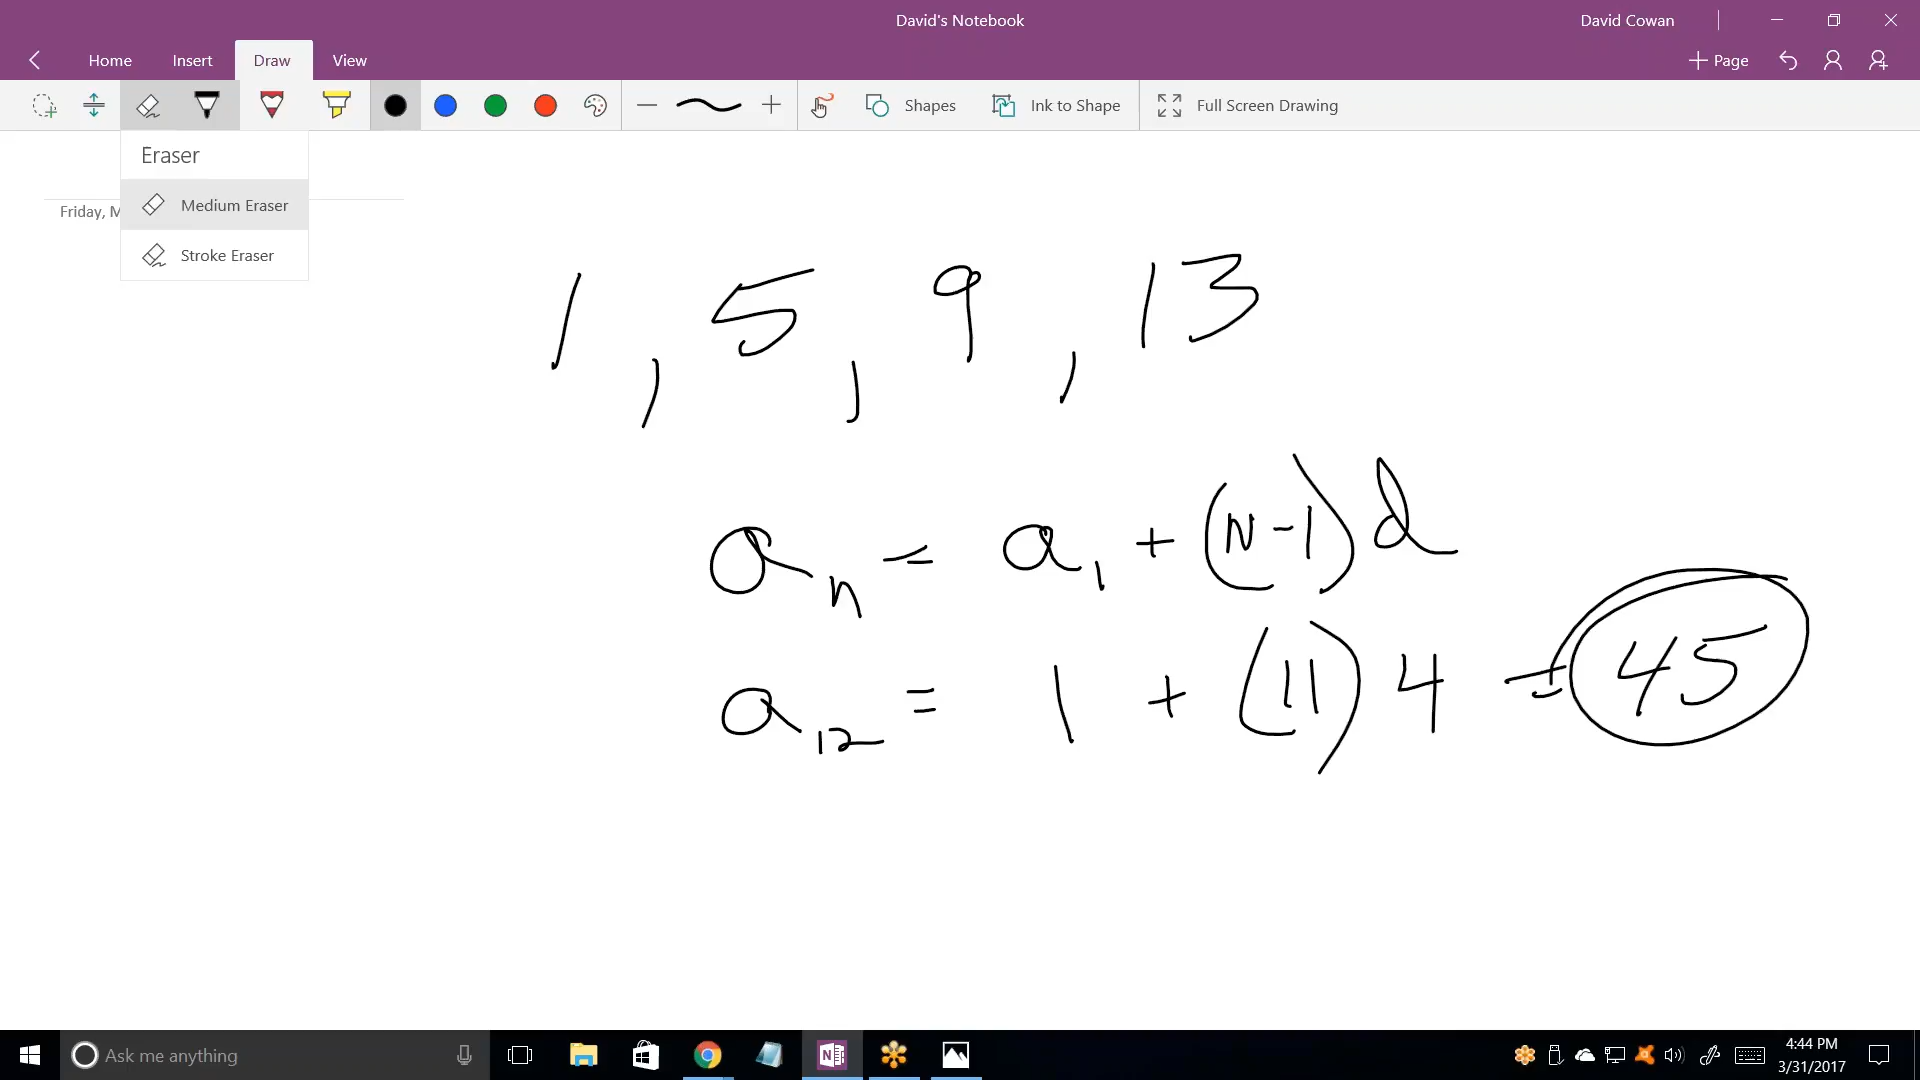 David's Notebook
David Cowan
Home Insert Draw View
Page
Shapes
Ink to Shape
Full Screen Drawing
Eraser
Medium Eraser
Stroke Eraser
Friday, M
1, 5, 9, 13
aₙ = a₁ + (N-1)d
a₁₂ = 1 + (11)4 = 45
Ask me anything
4:44 PM
3/31/2017